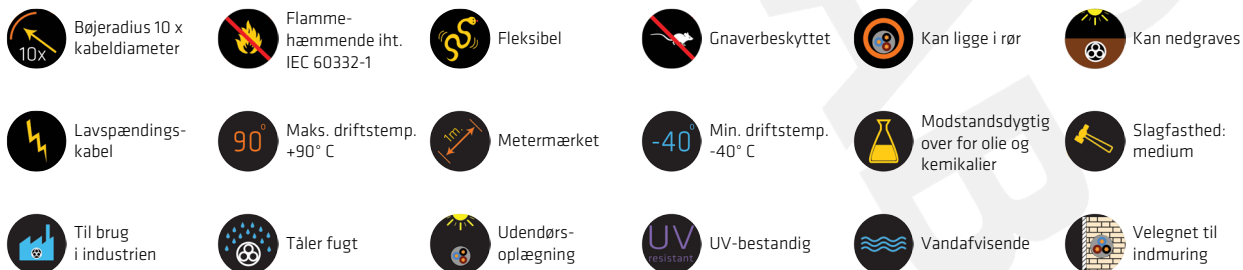 10x
Bøjeradius 10 x
kabeldiameter
Flamme-
hæmmende iht.
IEC 60332-1
Fleksibel
Gnaverbeskyttet
Kan ligge i rør
Kan nedgraves
Lavspændings-
kabel
90°
Maks. driftstemp.
+90° C
1m.
Metermærket
-40°
Min. driftstemp.
-40° C
Modstandsdygtig
over for olie og
kemikalier
Slagfasthed:
medium
Til brug
i industrien
Tåler fugt
Udendørs-
oplægning
UV
resistant
UV-bestandig
Vandafvisende
Velegnet til
indmuring